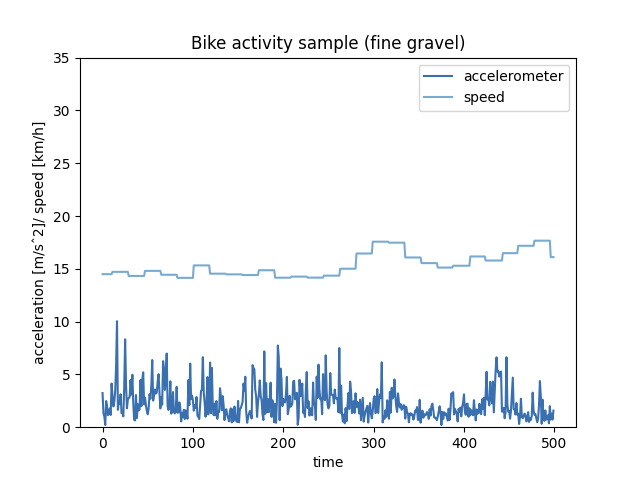 Bike activity sample (fine gravel)
accelerometer
speed
acceleration [m/s^2]/ speed [km/h]
35
30
25
20
15
10
5
0
0 100 200 300 400 500
time